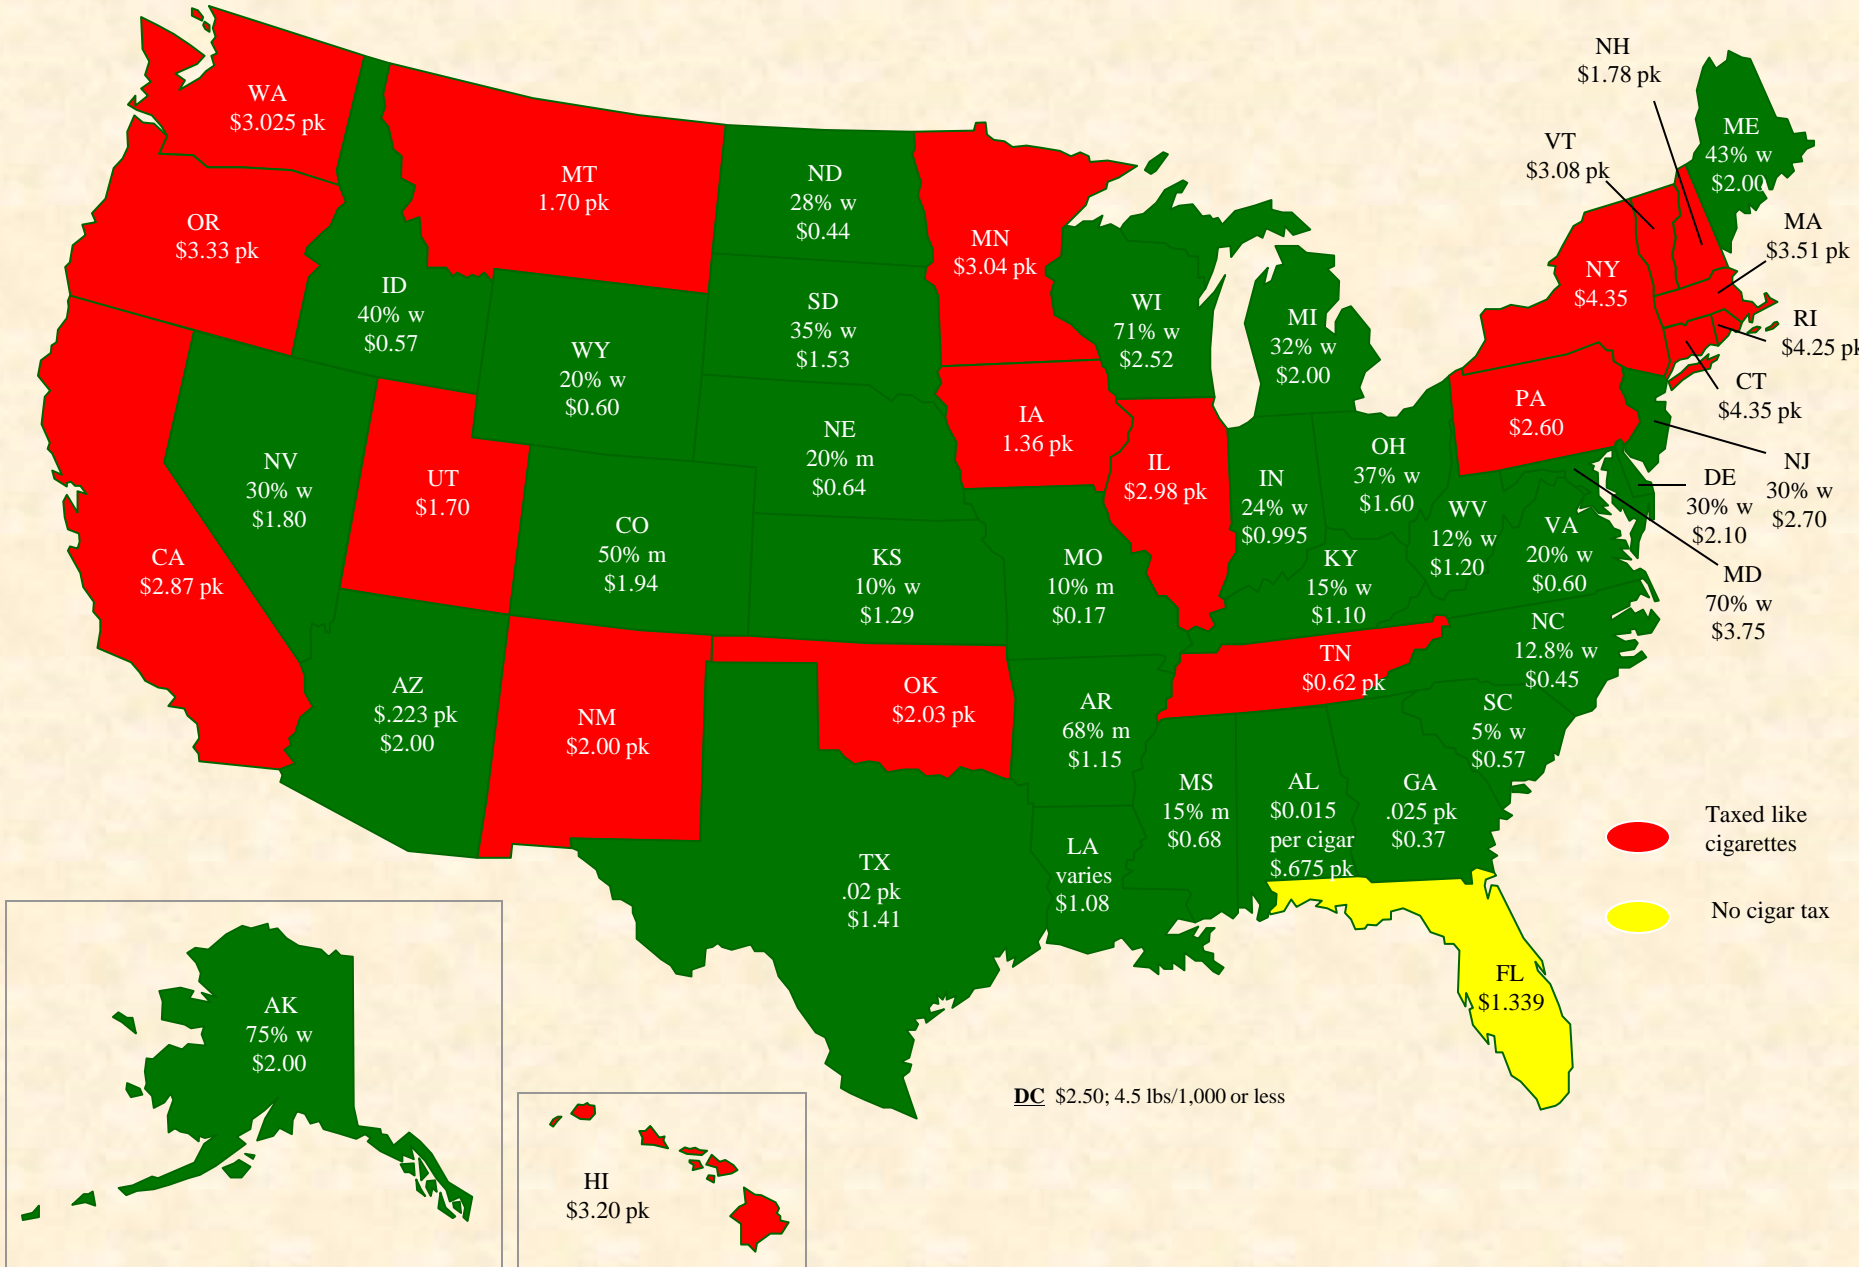 NH
$1.78 pk
WA
$3.025 pk
ME
43% w
$2.00
VT
$3.08 pk
MT
1.70 pk
ND
28% w
$0.44
OR
$3.33 pk
MN
$3.04 pk
MA
$3.51 pk
NY
$4.35
ID
40% w
$0.57
SD
35% w
$1.53
WI
71% w
$2.52
MI
32% w
$2.00
RI
$4.25 pk
WY
20% w
$0.60
CT
$4.35 pk
PA
$2.60
IA
1.36 pk
NE
20% m
$0.64
NV
30% w
$1.80
UT
$1.70
IL
$2.98 pk
IN
24% w
$0.995
OH
37% w
$1.60
NJ
30% w
$2.70
DE
30% w
$2.10
WV
12% w
$1.20
VA
20% w
$0.60
CO
50% m
$1.94
CA
$2.87 pk
KS
10% w
$1.29
MO
10% m
$0.17
KY
15% w
$1.10
MD
70% w
$3.75
NC
12.8% w
$0.45
TN
$0.62 pk
AZ
$.223 pk
$2.00
NM
$2.00 pk
OK
$2.03 pk
AR
68% m
$1.15
SC
5% w
$0.57
MS
15% m
$0.68
AL
$0.015
per cigar
$.675 pk
GA
.025 pk
$0.37
Taxed like
cigarettes
LA
varies
$1.08
TX
.02 pk
$1.41
No cigar tax
FL
$1.339
AK
75% w
$2.00
DC $2.50; 4.5 lbs/1,000 or less
HI
$3.20 pk